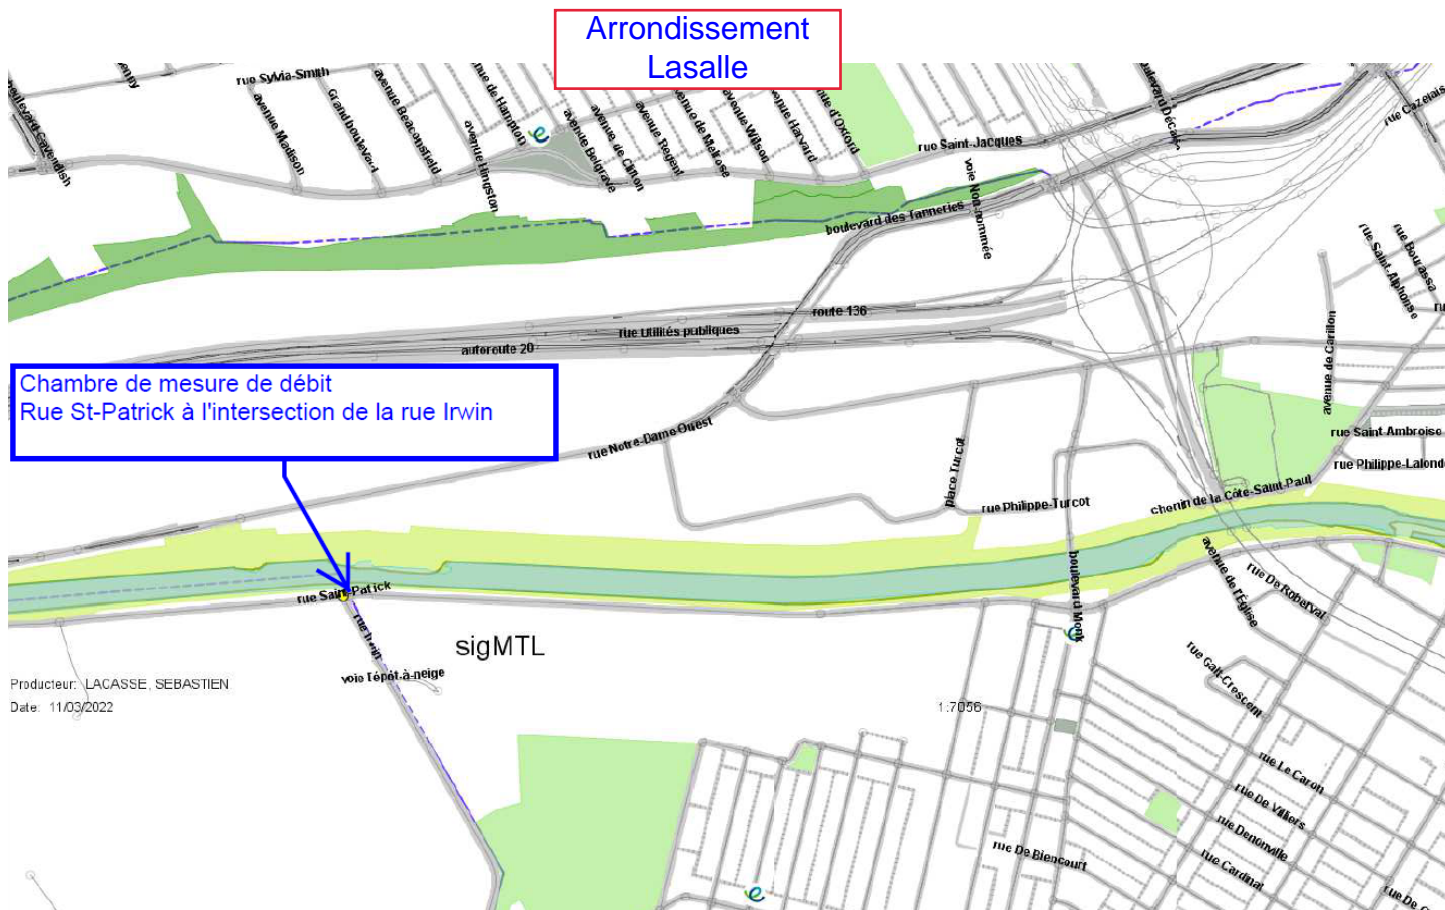 Arrondissement
Lasalle
rue Sylvia-Smith
avenue Madison
Grand boulevard
avenue Beaconsfield
avenue Kingston
avenue Belgrave
avenue de Clifton
avenue Regent
avenue de Melrose
avenue Wilson
rue Saint-Jacques
voie Non-nommée
boulevard des Tanneries
rue Cazelais
rue Bourassa
rue Saint-Alphonse
avenue de Carillon
route 136
rue Utilités publiques
autoroute 20
Chambre de mesure de débit
Rue St-Patrick à l'intersection de la rue Irwin
rue Notre-Dame Ouest
place Turcot
rue Philippe-Turcot
chenin de la Côte-Saint-Paul
rue Saint Ambroise
rue Philippe-Lalonde
boulevard Monk
avenue de l'Église
rue De Roberval
rue Galt-Crescent
rue Saint-Patrick
rue Irwin
sigMTL
Producteur: LACASSE, SEBASTIEN
Date: 11/03/2022
1:7056
rue Le Caron
rue De Villiers
rue Denonville
rue Cardinal
rue De Biencourt